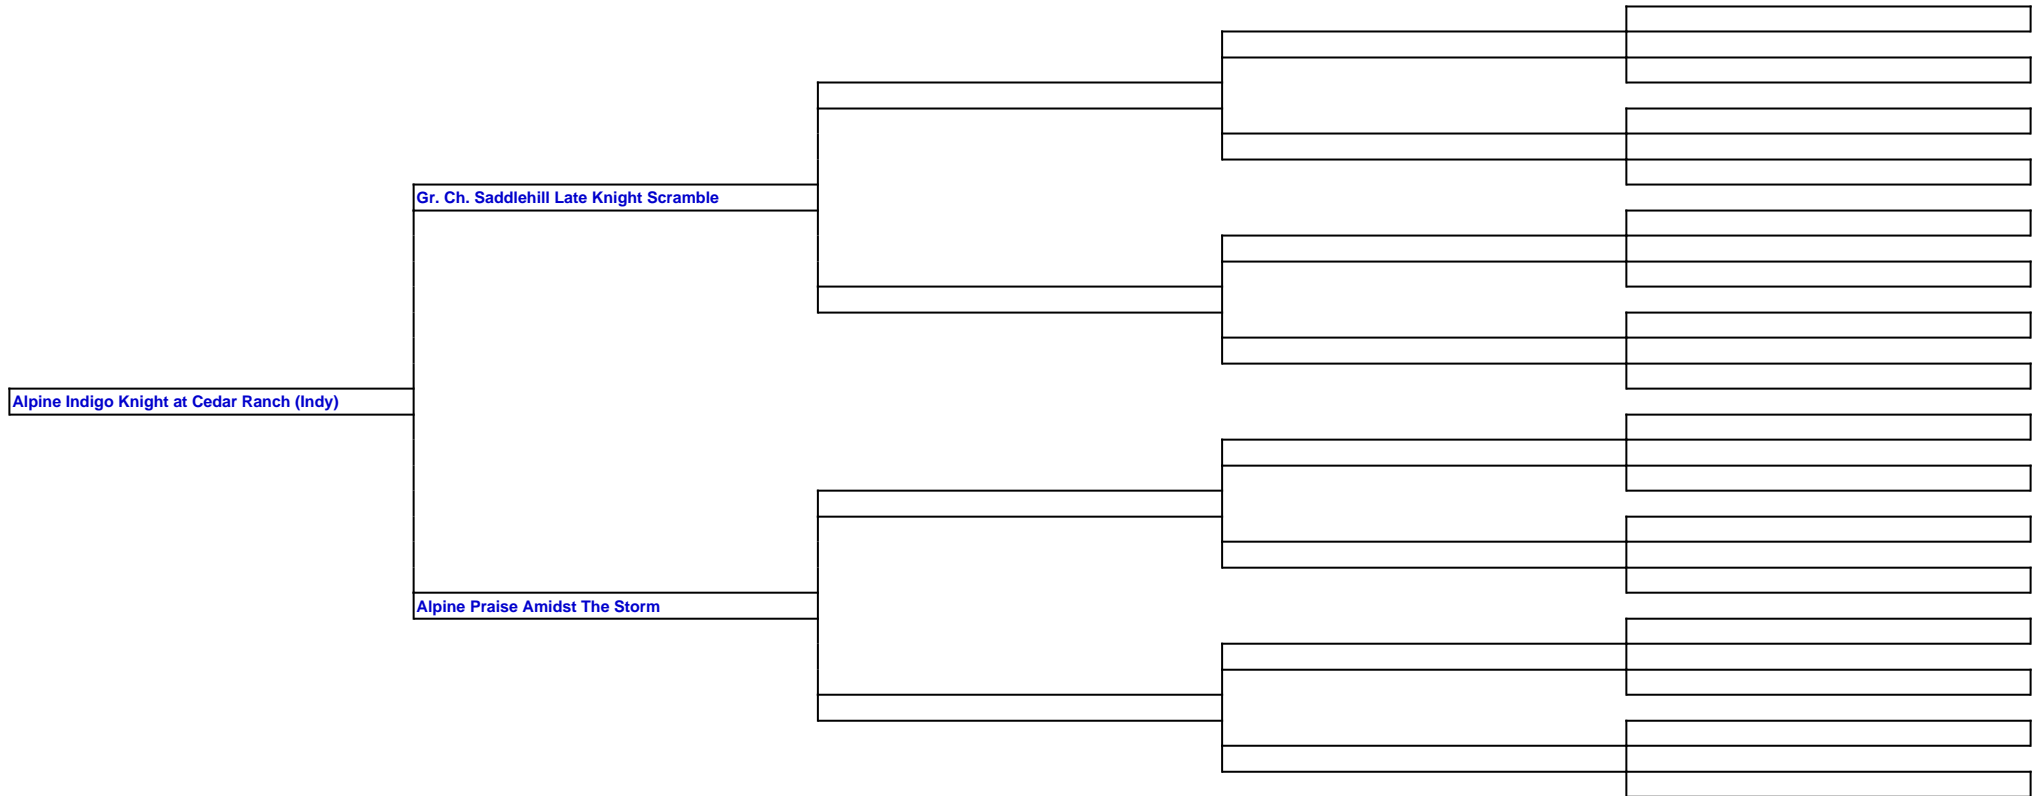 Gr. Ch. Saddlehill Late Knight Scramble
Alpine Indigo Knight at Cedar Ranch (Indy)
Alpine Praise Amidst The Storm